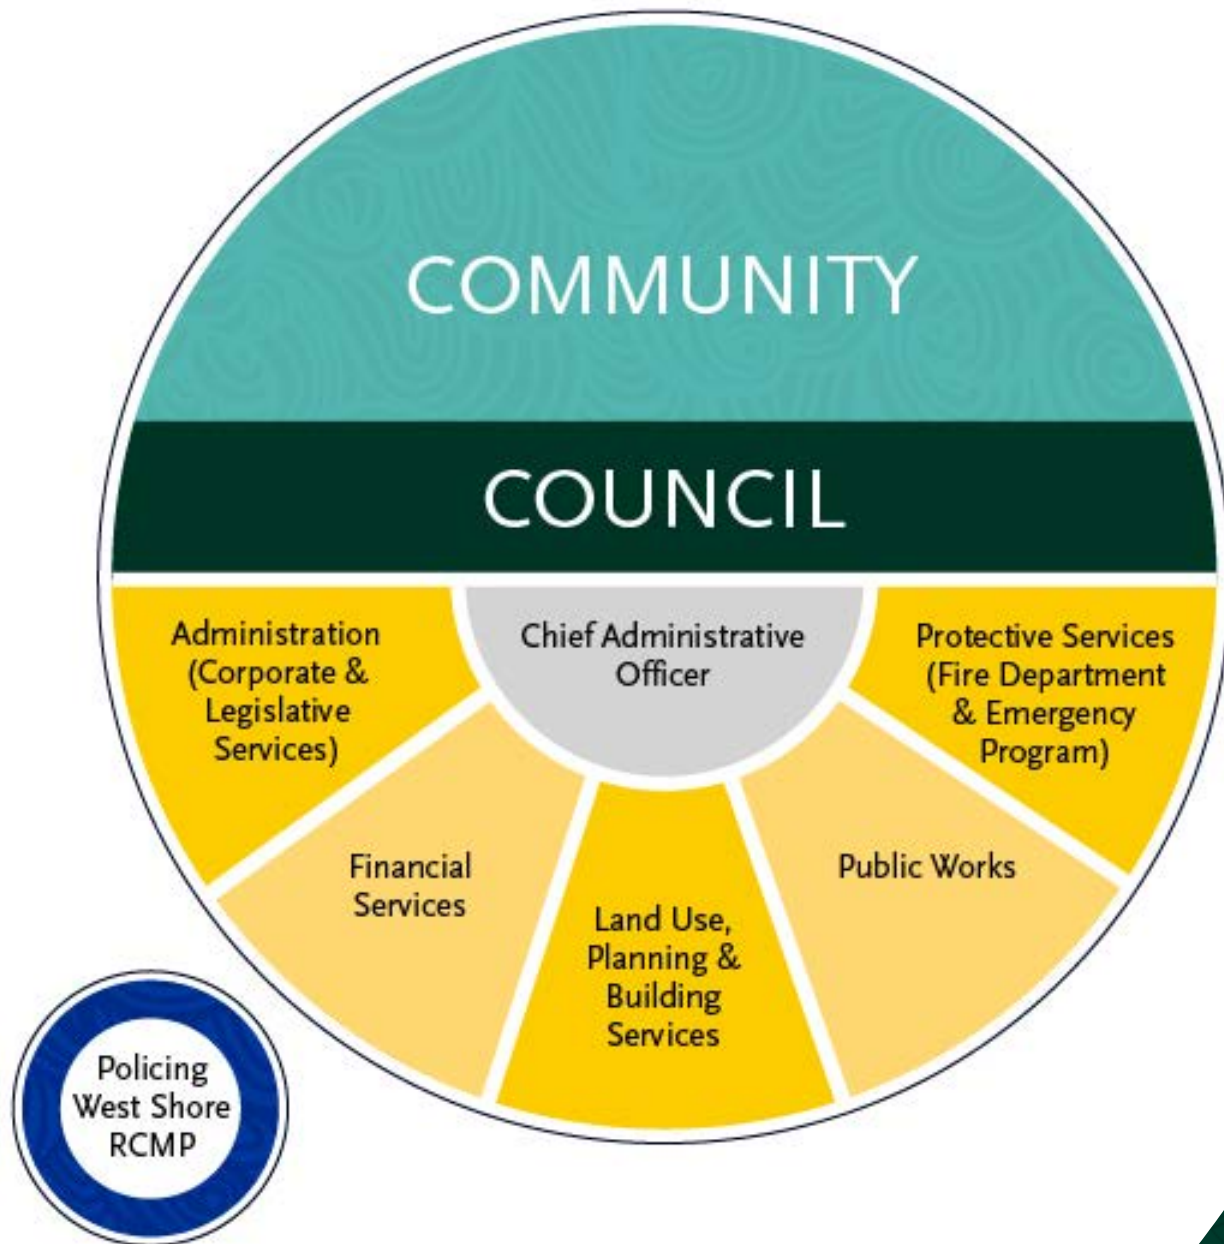 COMMUNITY
COUNCIL
Administration
(Corporate &
Legislative
Services)
Chief Administrative
Officer
Protective Services
(Fire Department
& Emergency
Program)
Financial
Services
Land Use,
Planning &
Building
Services
Public Works
Policing
West Shore
RCMP